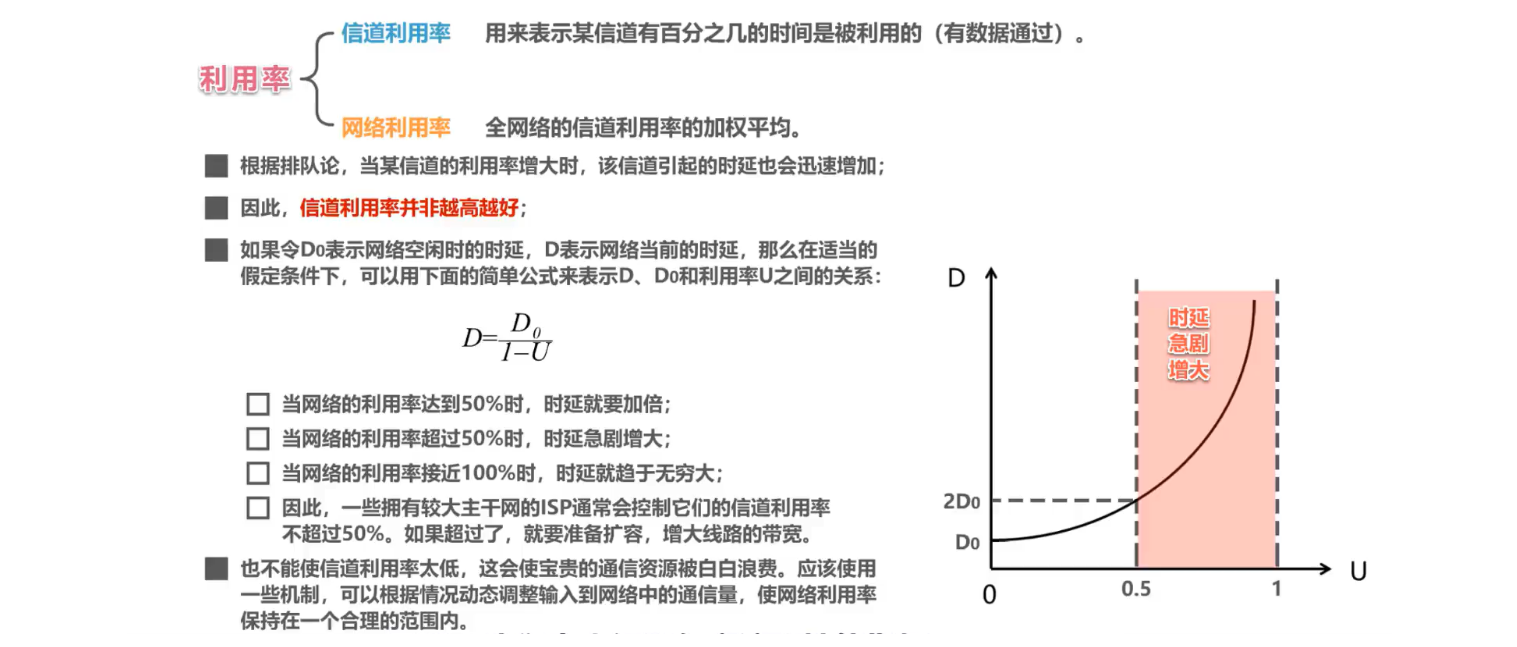 信道利用率 用来表示某信道有百分之几的时间是被利用的（有数据通过）。
利用率
网络利用率 全网络的信道利用率的加权平均。
根据排队论，当某信道的利用率增大时，该信道引起的时延也会迅速增加；
因此，信道利用率并非越高越好；
如果令D₀表示网络空闲时的时延，D表示网络当前的时延，那么在适当的
假定条件下，可以用下面的简单公式来表示D、D₀和利用率U之间的关系：
D=D₀/(1-U)
当网络的利用率达到50%时，时延就要加倍；
当网络的利用率超过50%时，时延急剧增大；
当网络的利用率接近100%时，时延就趋于无穷大；
因此，一些拥有较大主干网的ISP通常会控制它们的信道利用率
不超过50%。如果超过了，就要准备扩容，增大线路的带宽。
也不能使信道利用率太低，这会使宝贵的通信资源被白白浪费。应该使用
一些机制，可以根据情况动态调整输入到网络中的通信量，使网络利用率
保持在一个合理的范围内。
D
时延
急剧
增大
2D₀
D₀
0
0.5
1
U